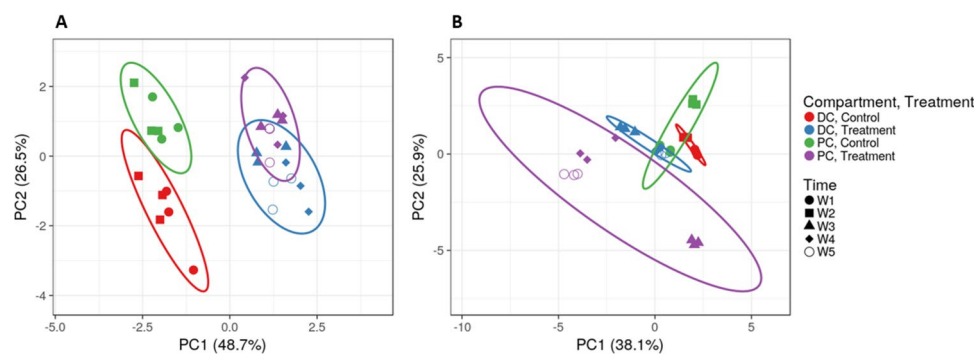 A
B
2
0
-2
-4
-5.0
-2.5
0.0
2.5
PC1 (48.7%)
PC2 (26.5%)
5
0
-5
-10
-5
0
5
PC1 (38.1%)
PC2 (25.9%)
Compartment, Treatment
DC, Control
DC, Treatment
PC, Control
PC, Treatment
Time
W1
W2
W3
W4
W5